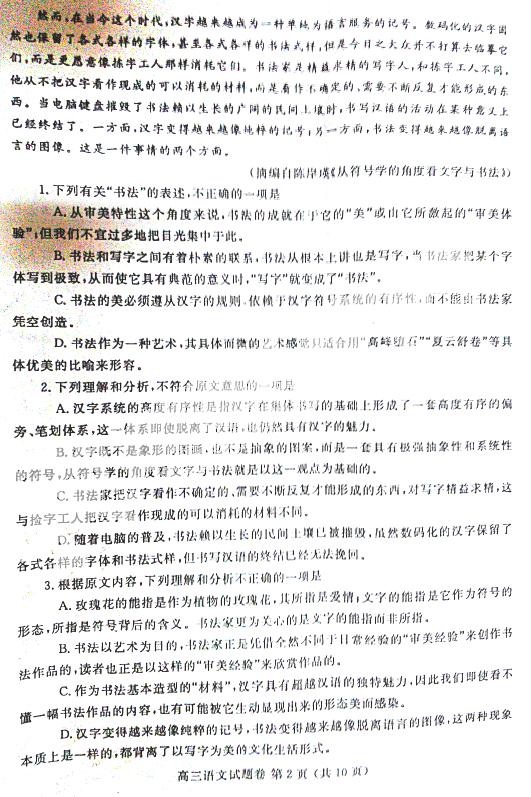 然而,在当今这个时代,汉字越来越成为一种单纯为语言服务的记号。数码化的汉字固
然也保留了各式各样的字体,甚至各式各样的书法式样,但是今日之大众并不打算去临摹它
们,而是更愿意像拣字工人那样消耗它们。书法家是精益求精的写字人,和拣字工人不同,
他从不把汉字看作现成的可以消耗的材料,而是看作不确定的、需要不断反复才能形成的东
西。当电脑键盘摧毁了书法赖以生长的广阔的民间土壤时,书写汉语的活动在某种意义上
已经终结了。一方面,汉字变得越来越像纯粹的记号;另一方面,书法变得越来越像脱离语
言的图像。这是一件事情的两个方面。
(摘编自陈岸瑛《从符号学的角度看文字与书法》)
1.下列有关“书法”的表述,不正确的一项是
A.从审美特性这个角度来说,书法的成就在于它的“美”或由它所激起的“审美体
验”;但我们不宜过多地把目光集中于此。
B.书法和写字之间有着朴素的联系,书法从根本上讲也是写字,当书法家把某个字
体写到极致,从而使它具有典范的意义时,“写字”就变成了“书法”。
C.书法的美必须遵从汉字的规则,依赖于汉字符号系统的有序性,而不能由书法家
凭空创造。
D.书法作为一种艺术,其具体而微的艺术感觉只适合用“高峰坠石”“夏云舒卷”等具
体优美的比喻来形容。
2.下列理解和分析,不符合原文意思的一项是
A.汉字系统的高度有序性是指汉字在集体书写的基础上形成了一套高度有序的偏
旁、笔划体系,这一体系即使脱离了汉语,也仍然具有汉字的魅力。
B.汉字既不是象形的图画,也不是抽象的图案,而是一套具有极强抽象性和系统性
的符号,从符号学的角度看文字与书法就是以这一观点为基础的。
C.书法家把汉字看作不确定的、需要不断反复才能形成的东西,对写字精益求精,这
与捡字工人把汉字看作现成的可以消耗的材料不同。
D.随着电脑的普及,书法赖以生长的民间土壤已被摧毁,虽然数码化的汉字保留了
各式各样的字体和书法式样,但书写汉语的终结已经无法挽回。
3.根据原文内容,下列理解和分析不正确的一项是
A.玫瑰花的能指是作为植物的玫瑰花,其所指是爱情;文字的能指是它作为符号的
形态,所指是符号背后的含义。书法家更为关心的是文字的能指而非所指。
B.书法以艺术为目的,书法家正是凭借全然不同于日常经验的“审美经验”来创作书
法作品的,读者也正是以这样的“审美经验”来欣赏作品的。
C.作为书法基本造型的“材料”,汉字具有超越汉语的独特魅力,因此我们即使看不
懂一幅书法作品的内容,也有可能被它生动显现出来的形态美而感染。
D.汉字变得越来越像纯粹的记号,书法变得越来越像脱离语言的图像,这两种现象
本质上是一样的,都背离了以写字为美的文化生活形式。
高三语文试题卷 第2页(共10页)